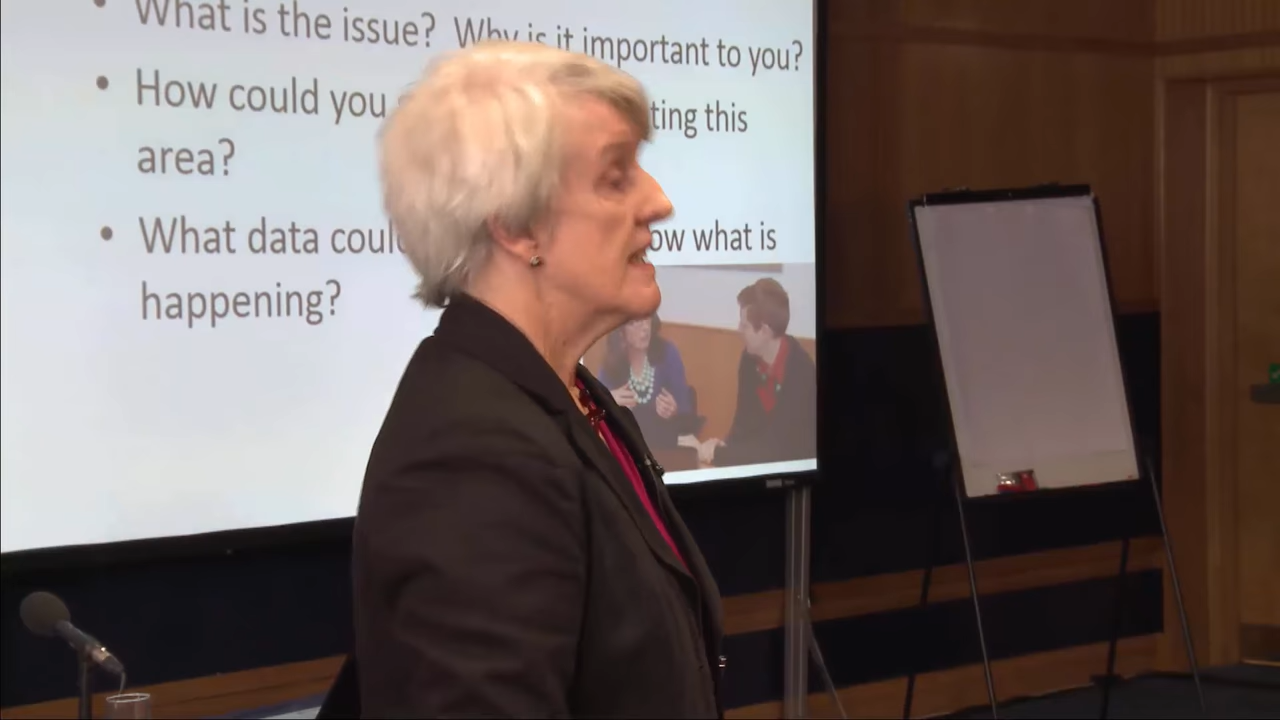 What is the issue? Why is it important to you?
How could you ting this
area?
What data coul ow what is
happening?